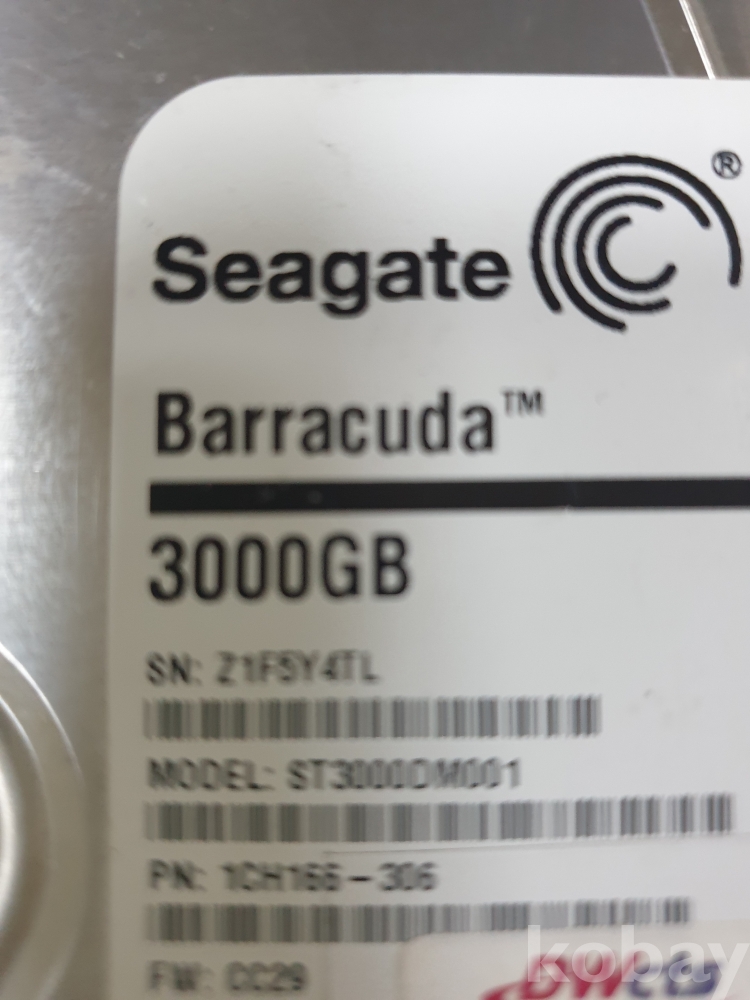 Seagate ®
Barracuda™
3000GB
SN: Z1F5Y4TL
MODEL: ST3000DM001
PN: 1CH166-306
FW: CC29
kobay